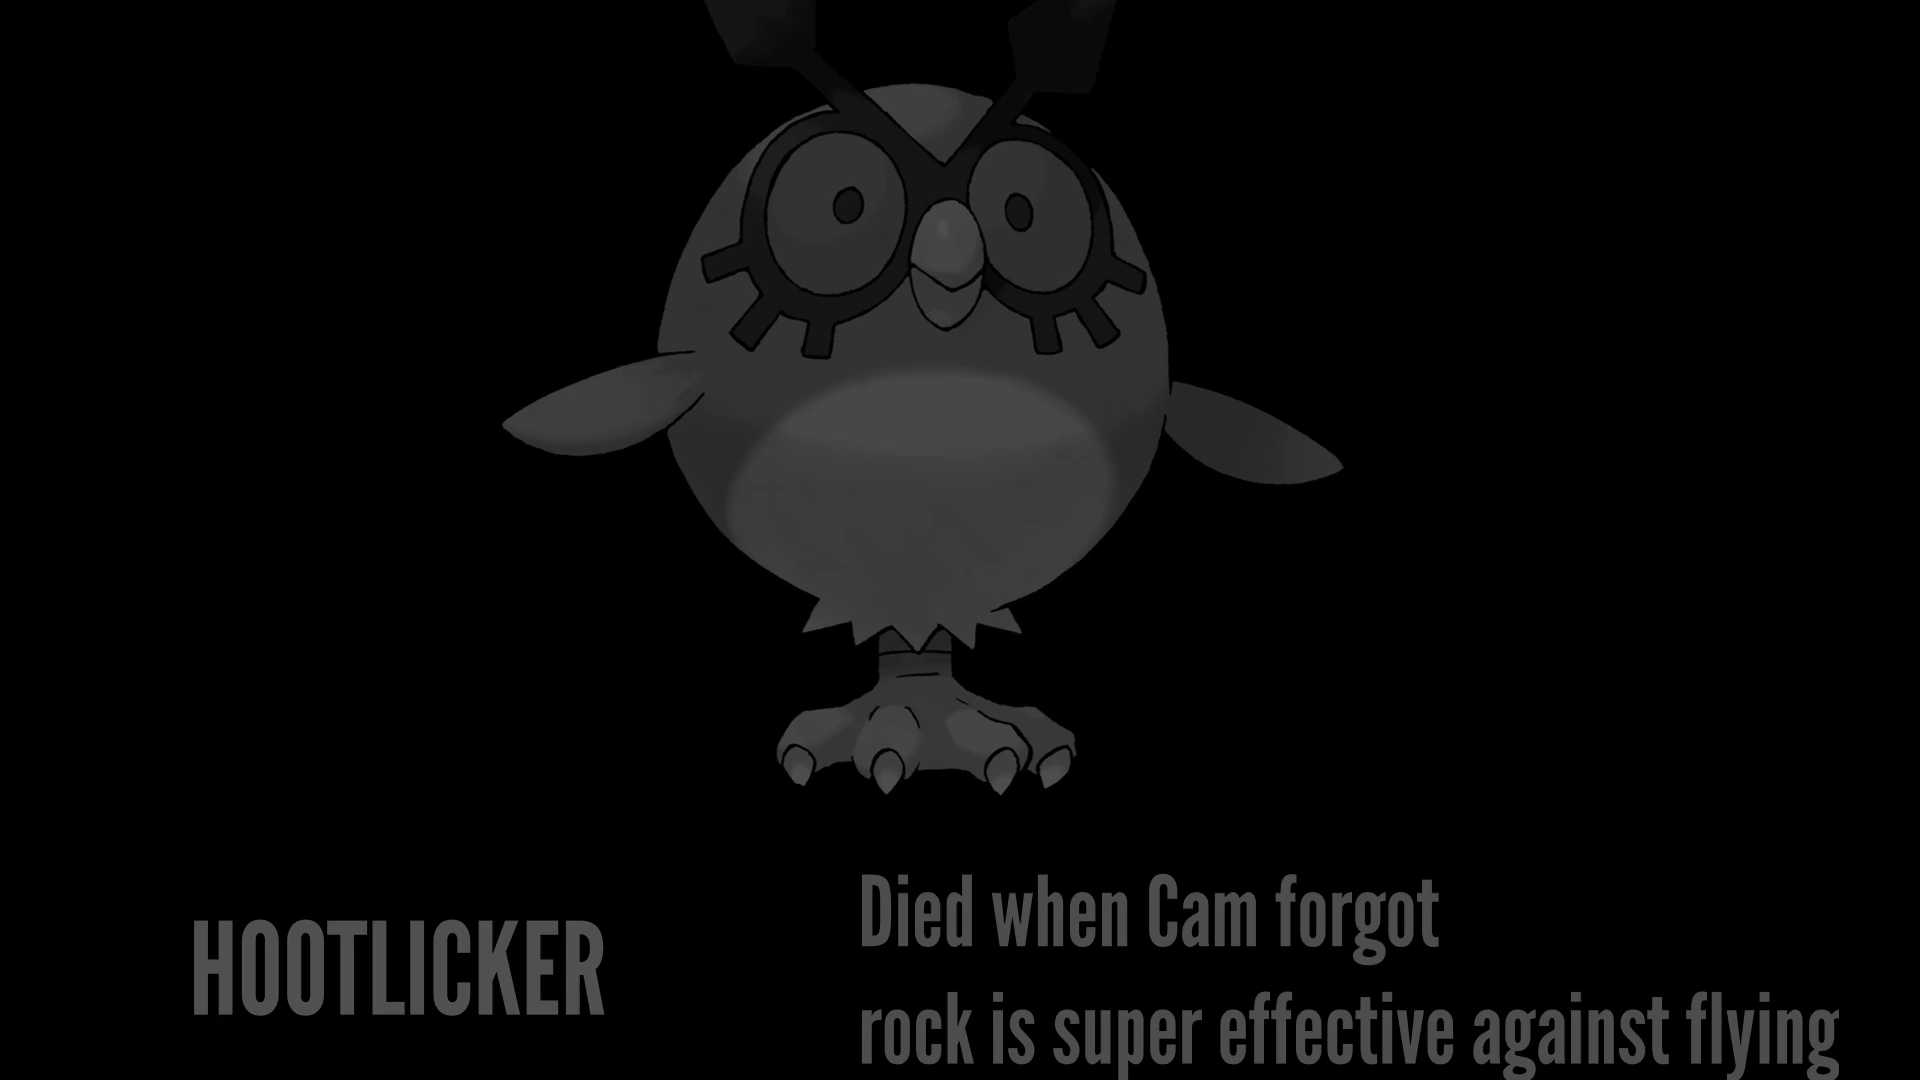 HOOTLICKER
Died when Cam forgot
rock is super effective against flying